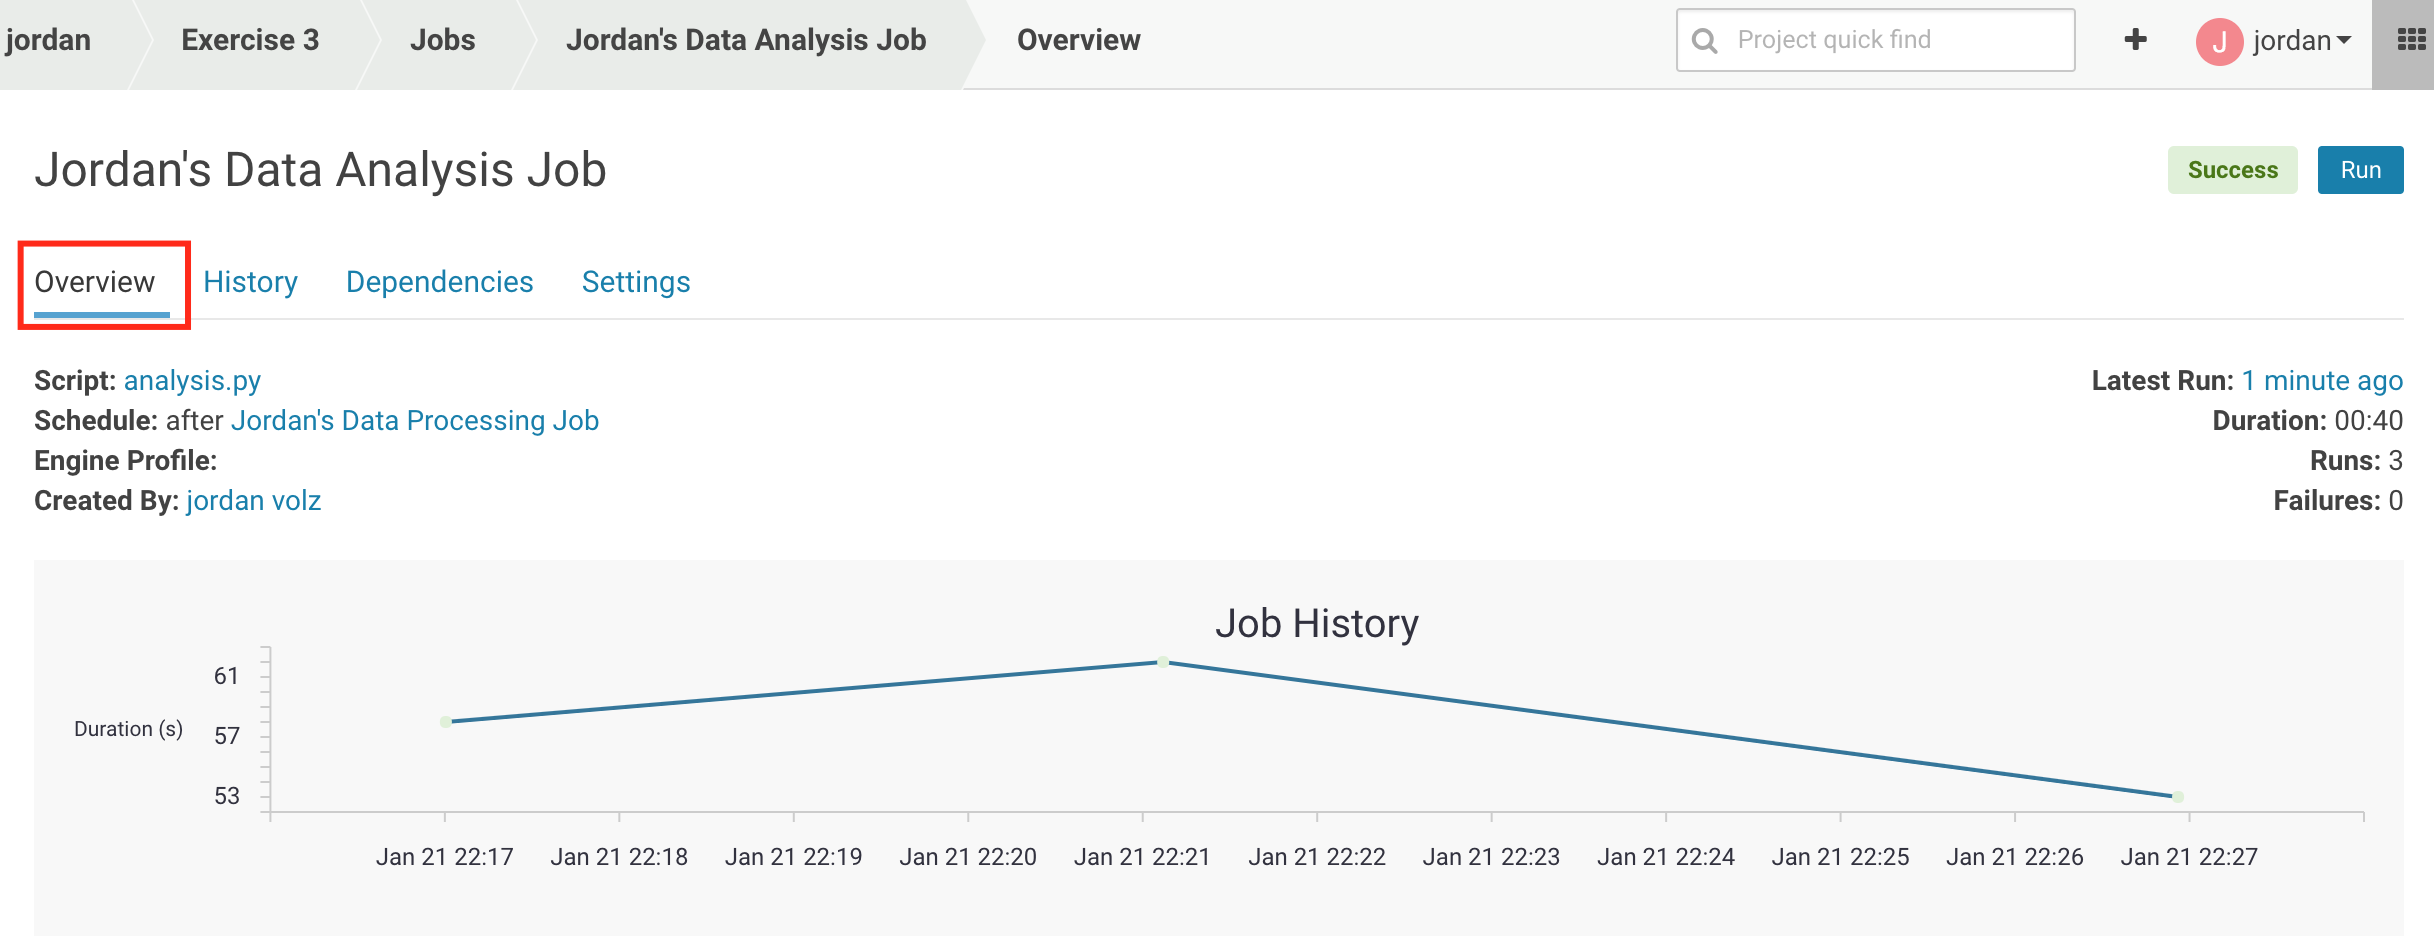 jordan Exercise 3 Jobs Jordan's Data Analysis Job Overview Project quick find + J jordan
Jordan's Data Analysis Job Success Run
Overview History Dependencies Settings
Script: analysis.py
Schedule: after Jordan's Data Processing Job
Engine Profile:
Created By: jordan volz
Latest Run: 1 minute ago
Duration: 00:40
Runs: 3
Failures: 0
Job History
Duration (s)
61
57
53
Jan 21 22:17 Jan 21 22:18 Jan 21 22:19 Jan 21 22:20 Jan 21 22:21 Jan 21 22:22 Jan 21 22:23 Jan 21 22:24 Jan 21 22:25 Jan 21 22:26 Jan 21 22:27